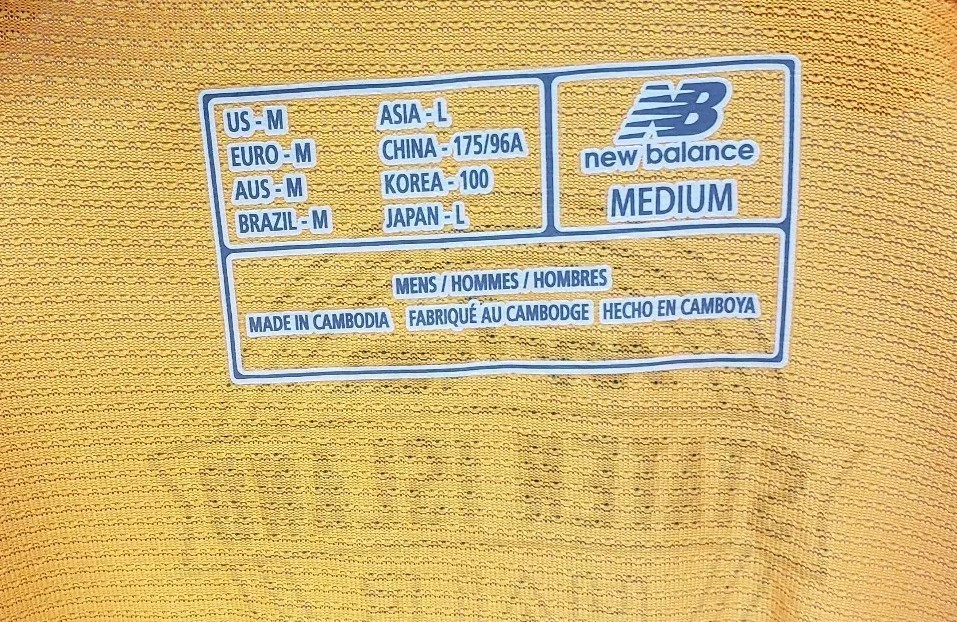 US - M
EURO - M
AUS - M
BRAZIL - M
ASIA - L
CHINA - 175/96A
KOREA - 100
JAPAN - L
NB
new balance
MEDIUM
MENS / HOMMES / HOMBRES
MADE IN CAMBODIA FABRIQUÉ AU CAMBODGE HECHO EN CAMBOYA